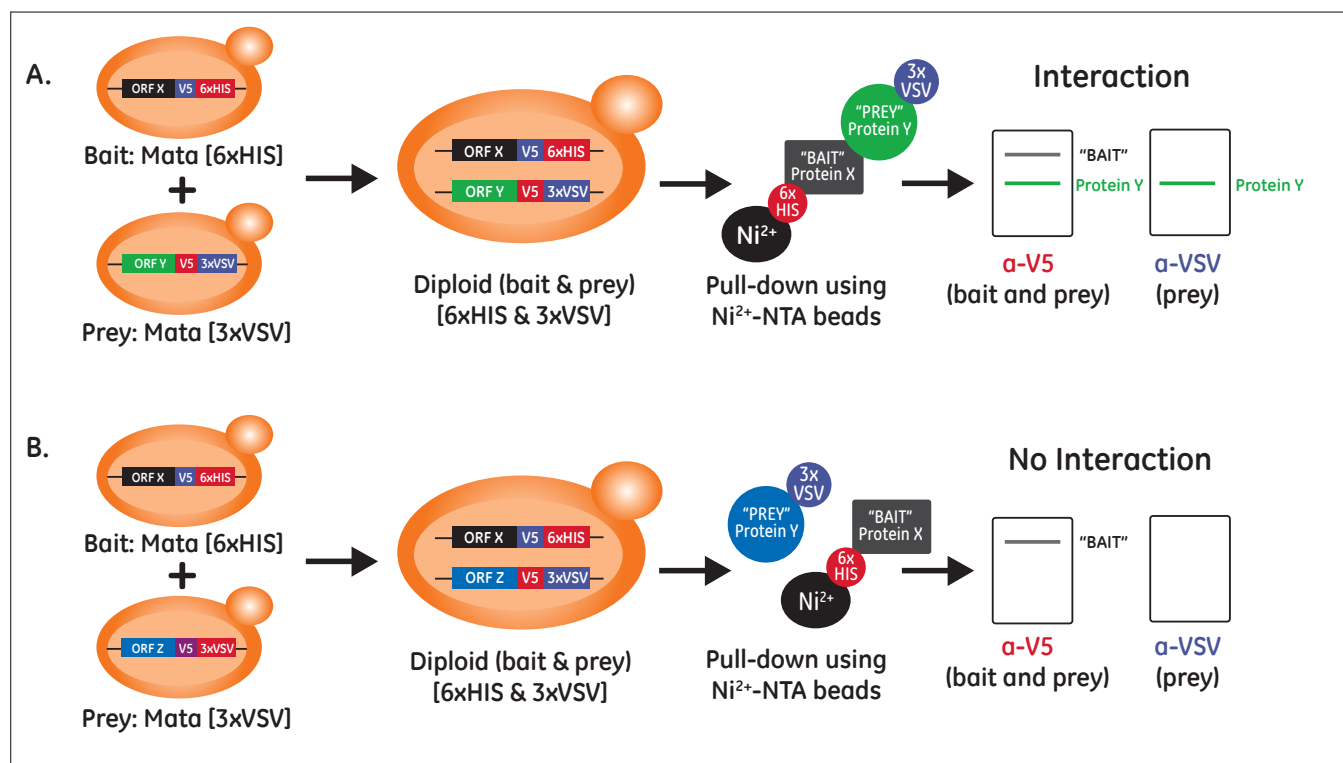 A.
ORF X V5 6xHIS
Bait: Mata [6xHIS]
+
ORF Y V5 3xVSV
Prey: Mata [3xVSV]
ORF X V5 6xHIS
ORF Y V5 3xVSV
Diploid (bait & prey)
[6xHIS & 3xVSV]
3x
VSV
"PREY"
Protein Y
"BAIT"
Protein X
6x
HIS
Ni²⁺
Pull-down using
Ni²⁺-NTA beads
Interaction
"BAIT"
Protein Y
Protein Y
α-V5
(bait and prey)
α-VSV
(prey)
B.
ORF X V5 6xHIS
Bait: Mata [6xHIS]
+
ORF Z V5 3xVSV
Prey: Mata [3xVSV]
ORF X V5 6xHIS
ORF Z V5 3xVSV
Diploid (bait & prey)
[6xHIS & 3xVSV]
3x
VSV
"PREY"
Protein Y
"BAIT"
Protein X
6x
HIS
Ni²⁺
Pull-down using
Ni²⁺-NTA beads
No Interaction
"BAIT"
α-V5
(bait and prey)
α-VSV
(prey)